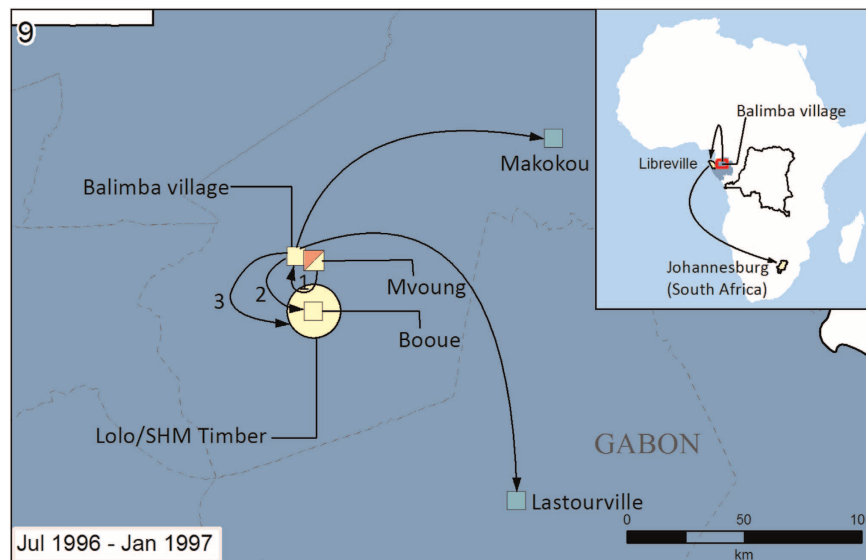 9
Makokou
Balimba village
1
2
3
Mvoung
Booue
Lolo/SHM Timber
GABON
Lastourville
Jul 1996 - Jan 1997
0 50 10
km
Balimba village
Libreville
Johannesburg
(South Africa)